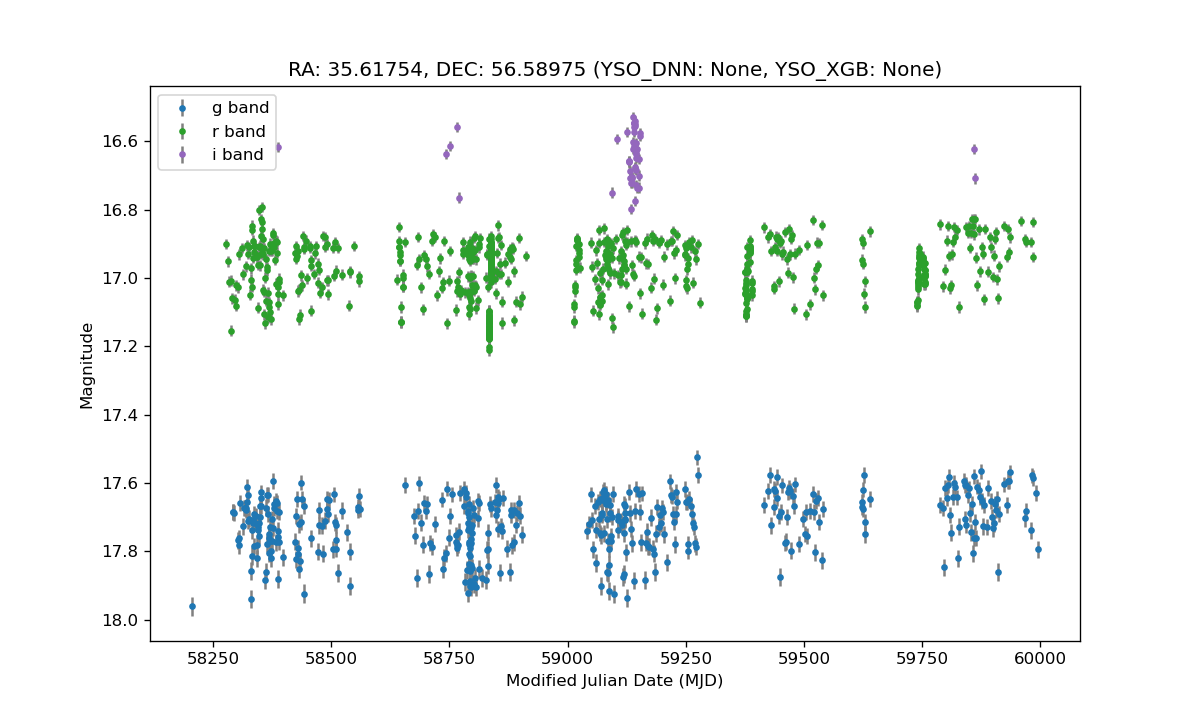 RA: 35.61754, DEC: 56.58975 (YSO_DNN: None, YSO_XGB: None)
g band
r band
i band
16.6
16.8
17.0
17.2
17.4
17.6
17.8
18.0
Magnitude
58250
58500
58750
59000
59250
59500
59750
60000
Modified Julian Date (MJD)